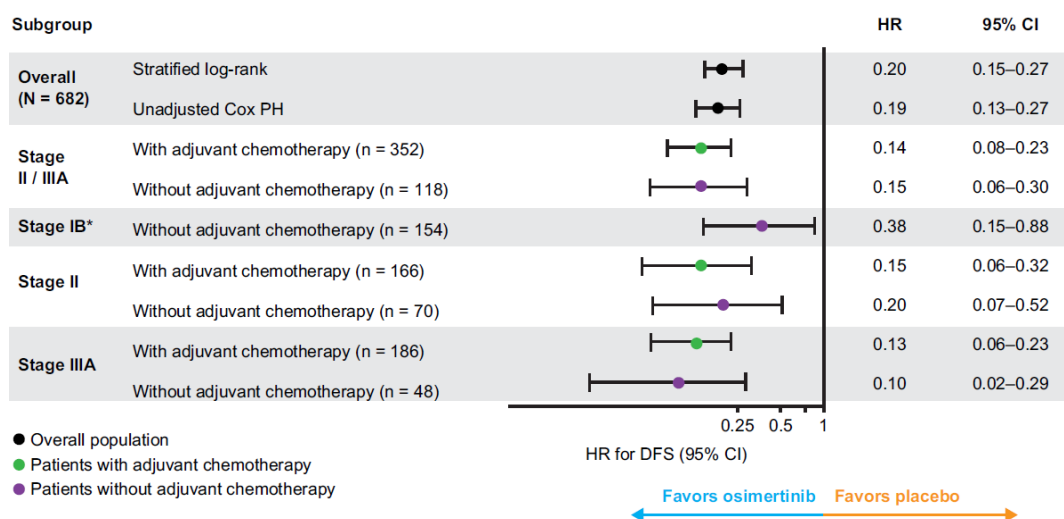 Subgroup HR 95% CI
Overall (N = 682)
Stratified log-rank 0.20 0.15–0.27
Unadjusted Cox PH 0.19 0.13–0.27
Stage II / IIIA
With adjuvant chemotherapy (n = 352) 0.14 0.08–0.23
Without adjuvant chemotherapy (n = 118) 0.15 0.06–0.30
Stage IB* Without adjuvant chemotherapy (n = 154) 0.38 0.15–0.88
Stage II
With adjuvant chemotherapy (n = 166) 0.15 0.06–0.32
Without adjuvant chemotherapy (n = 70) 0.20 0.07–0.52
Stage IIIA
With adjuvant chemotherapy (n = 186) 0.13 0.06–0.23
Without adjuvant chemotherapy (n = 48) 0.10 0.02–0.29
0.25 0.5 1
HR for DFS (95% CI)
Overall population
Patients with adjuvant chemotherapy
Patients without adjuvant chemotherapy
Favors osimertinib Favors placebo